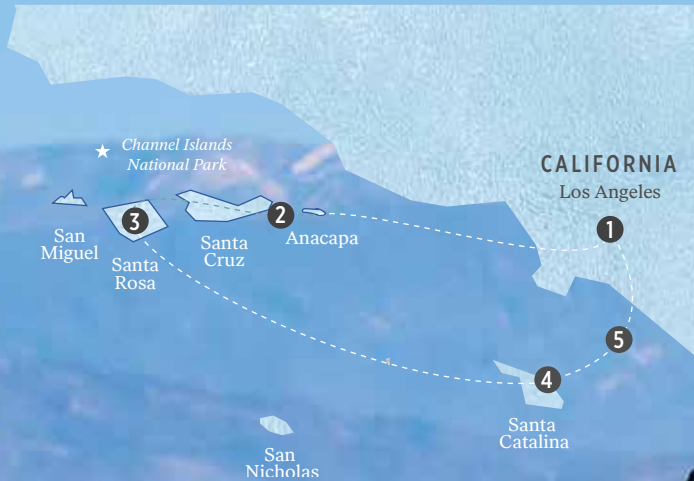 Channel Islands
National Park
CALIFORNIA
Los Angeles
1
2
3
San
Miguel
Santa
Rosa
Santa
Cruz
Anacapa
5
4
Santa
Catalina
San
Nicholas